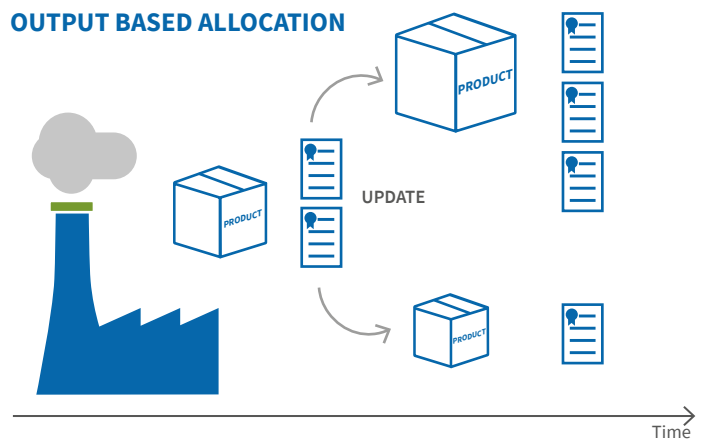 OUTPUT BASED ALLOCATION
PRODUCT
PRODUCT
UPDATE
PRODUCT
Time